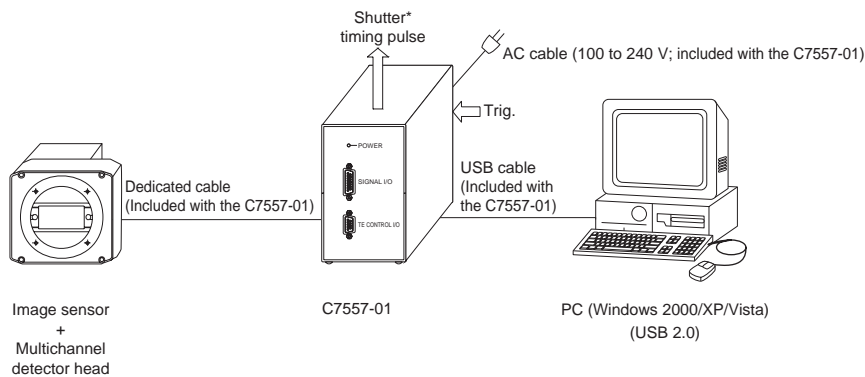 Shutter*
timing pulse
AC cable (100 to 240 V; included with the C7557-01)
Trig.
POWER
SIGNAL I/O
TE CONTROL I/O
Dedicated cable
(Included with the C7557-01)
USB cable
(Included with
the C7557-01)
Image sensor
+
Multichannel
detector head
C7557-01
PC (Windows 2000/XP/Vista)
(USB 2.0)